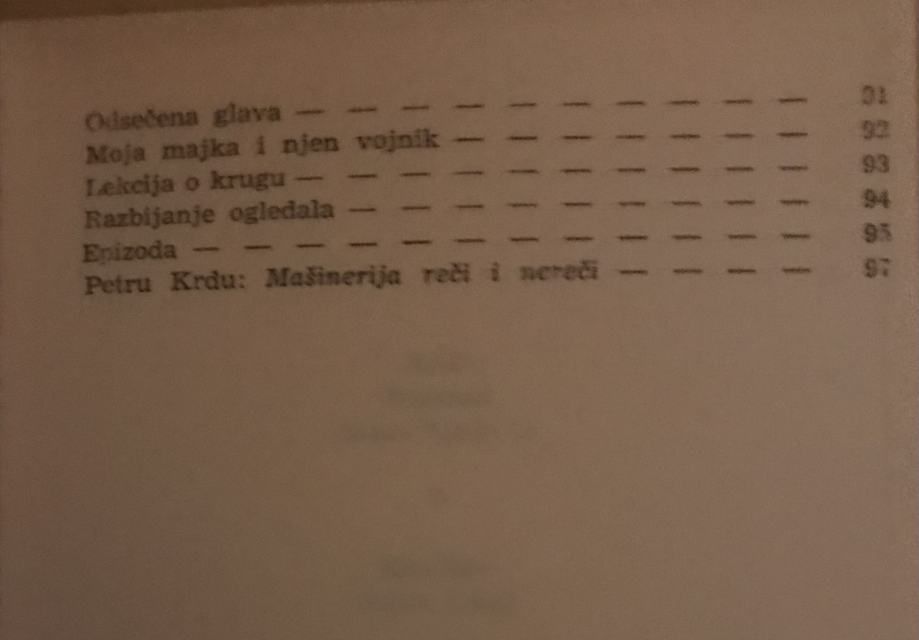 Odsečena glava — — — — — — — — — — 91
Moja majka i njen vojnik — — — — — — — 92
Lekcija o krugu — — — — — — — — — — 93
Razbijanje ogledala — — — — — — — — — 94
Epizoda — — — — — — — — — — — — 95
Petru Krdu: Mašinerija reči i nereči — — — — 97